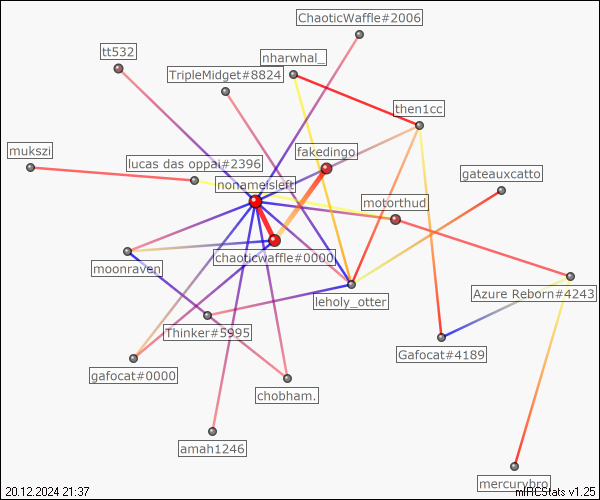 ChaoticWaffle#2006
tt532
nharwhal_
TripleMidget#8824
then1cc
mukszi
fakedingo
lucas das oppai#2396
gateauxcatto
nonameisleft
motorthud
chaoticwaffle#0000
moonraven
leholy_otter
Azure Reborn#4243
Thinker#5995
Gafocat#4189
gafocat#0000
chobham.
amah1246
mercurybro
20.12.2024 21:37
mIRCStats v1.25